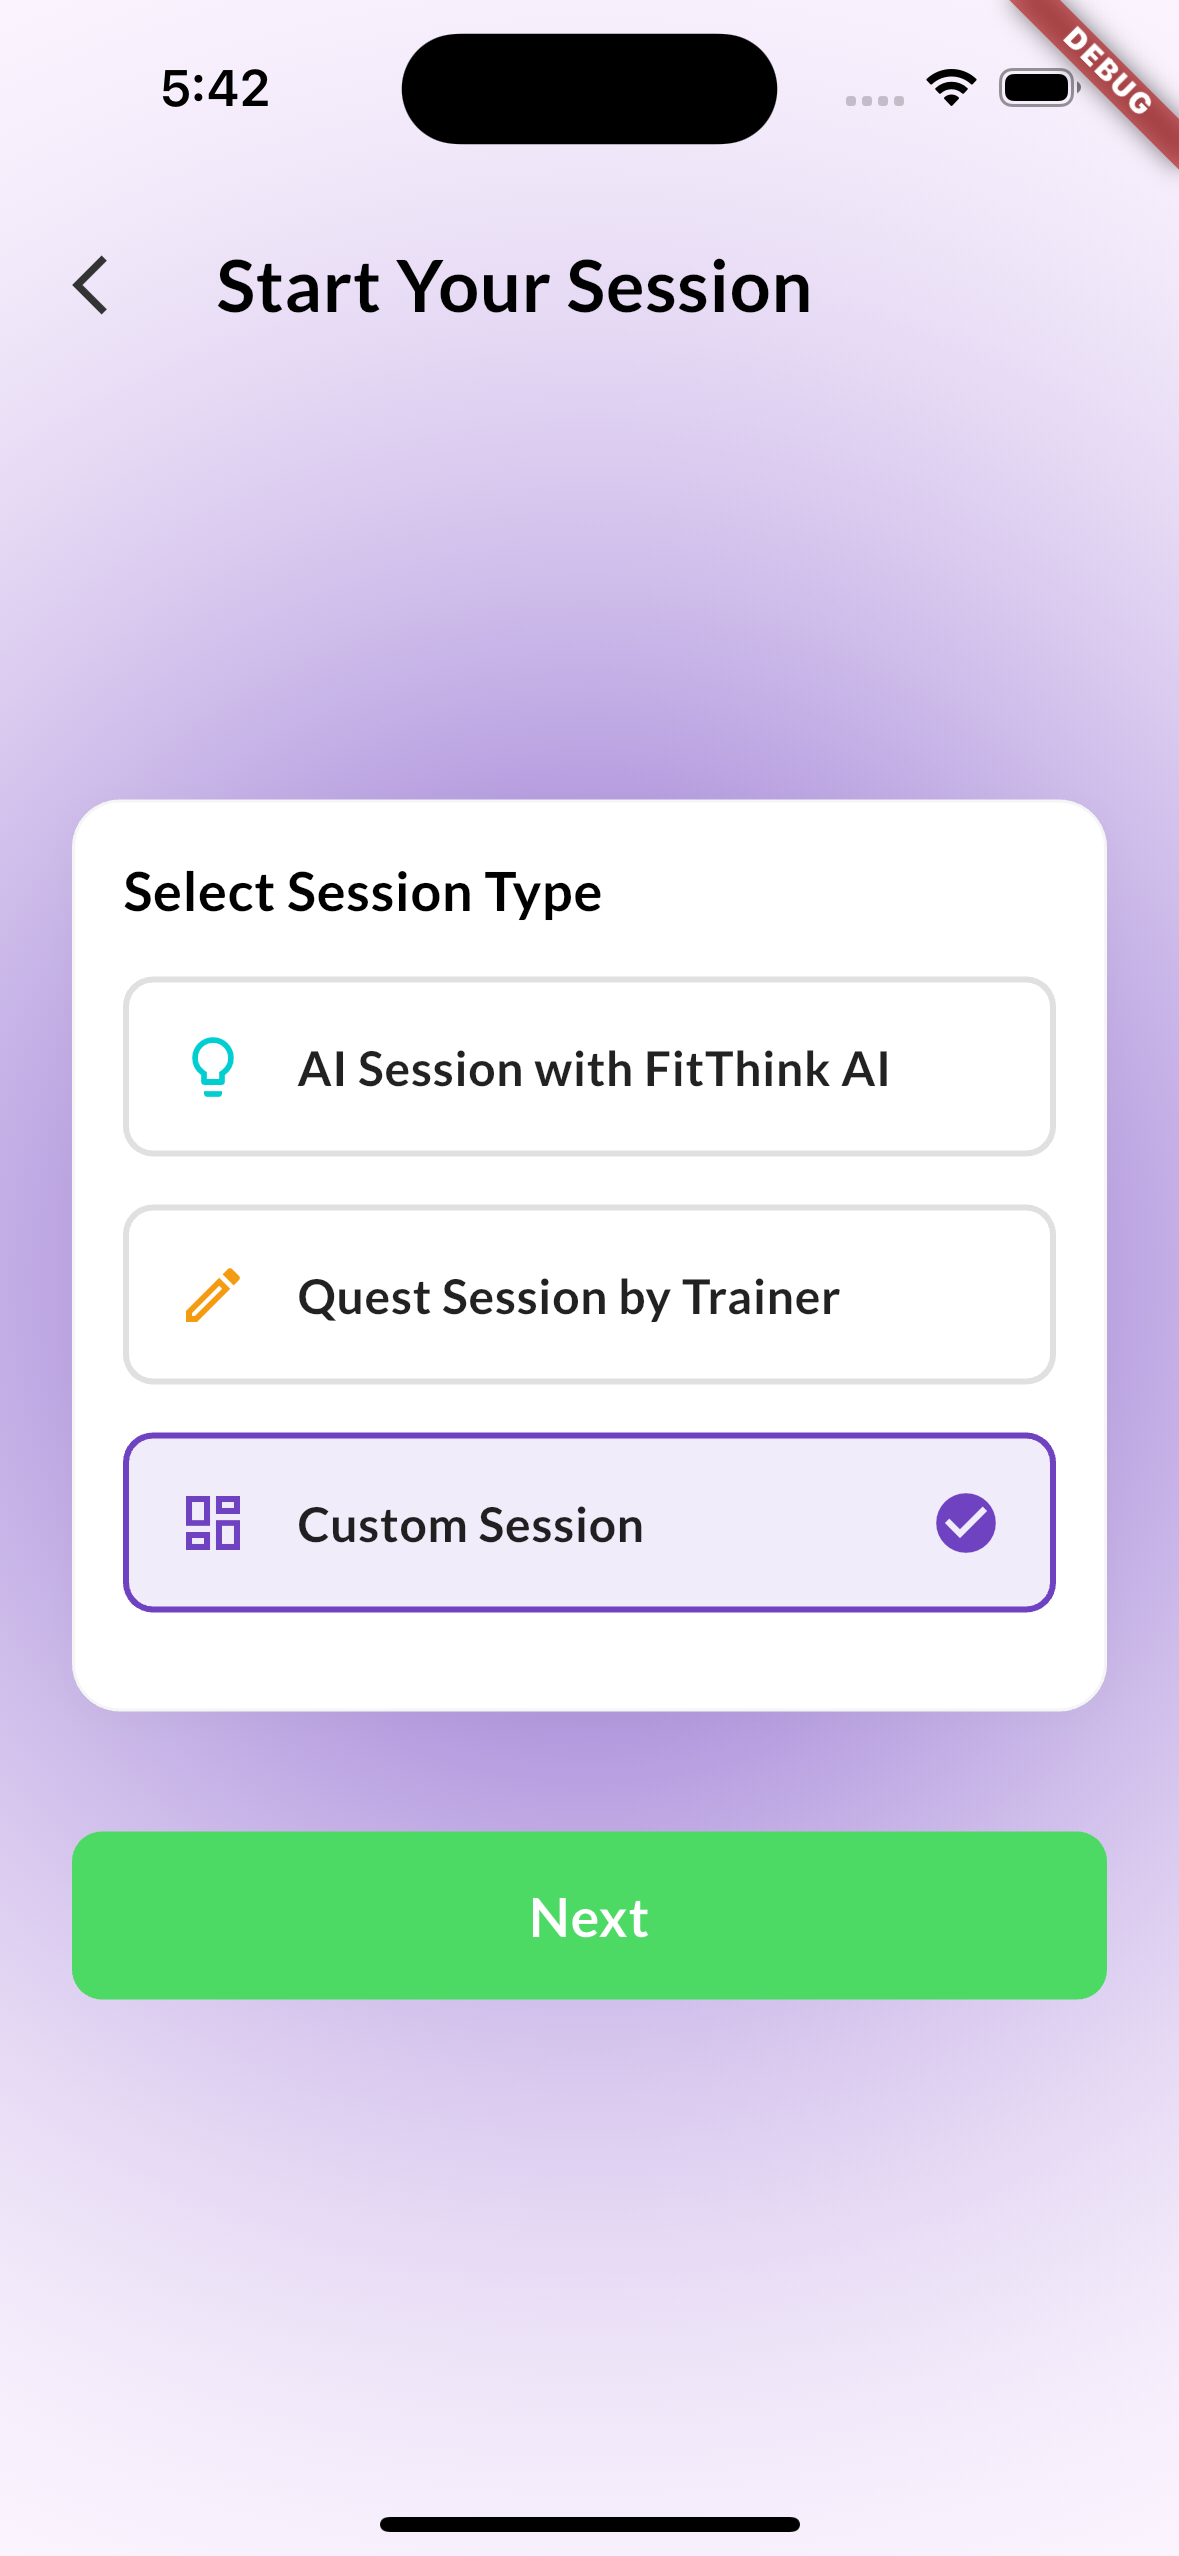 5:42
DEBUG
Start Your Session
Select Session Type
AI Session with FitThink AI
Quest Session by Trainer
Custom Session
Next